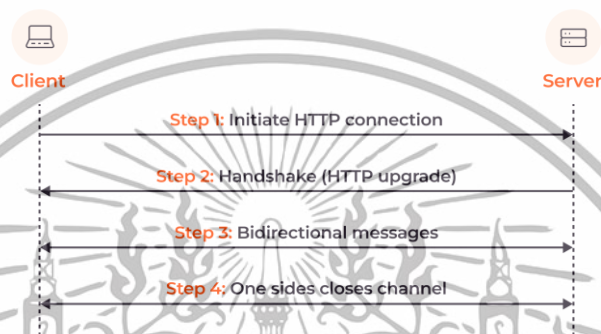 Client
Server
Step 1: Initiate HTTP connection
Step 2: Handshake (HTTP upgrade)
Step 3: Bidirectional messages
Step 4: One sides closes channel